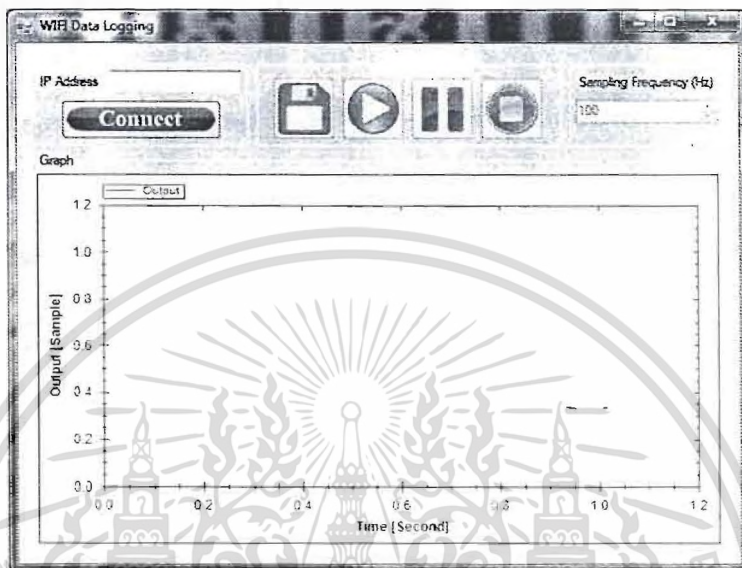 WIFI Data Logging
IP Address
Connect
Sampling Frequency (Hz)
100
Graph
Output
1.2
1.0
0.8
0.6
0.4
0.2
0.0
Output [Sample]
0.0 0.2 0.4 0.6 0.8 1.0 1.2
Time [Second]